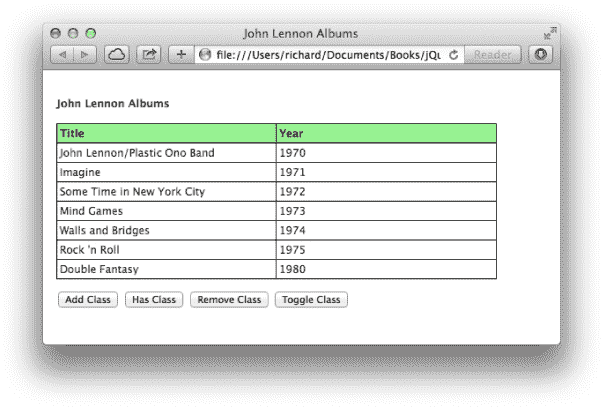 John Lennon Albums
file:///Users/richard/Documents/Books/jQu Reader
John Lennon Albums
Title Year
John Lennon/Plastic Ono Band 1970
Imagine 1971
Some Time in New York City 1972
Mind Games 1973
Walls and Bridges 1974
Rock 'n Roll 1975
Double Fantasy 1980
Add Class Has Class Remove Class Toggle Class